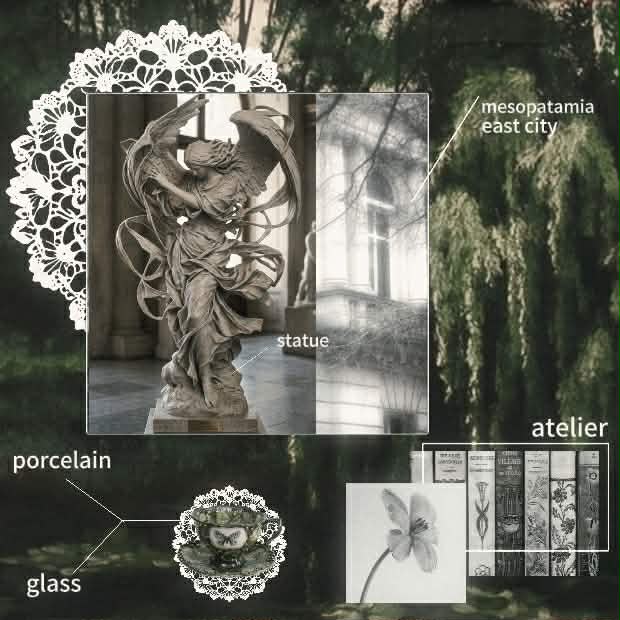 mesopatamia
east city
statue
atelier
porcelain
glass